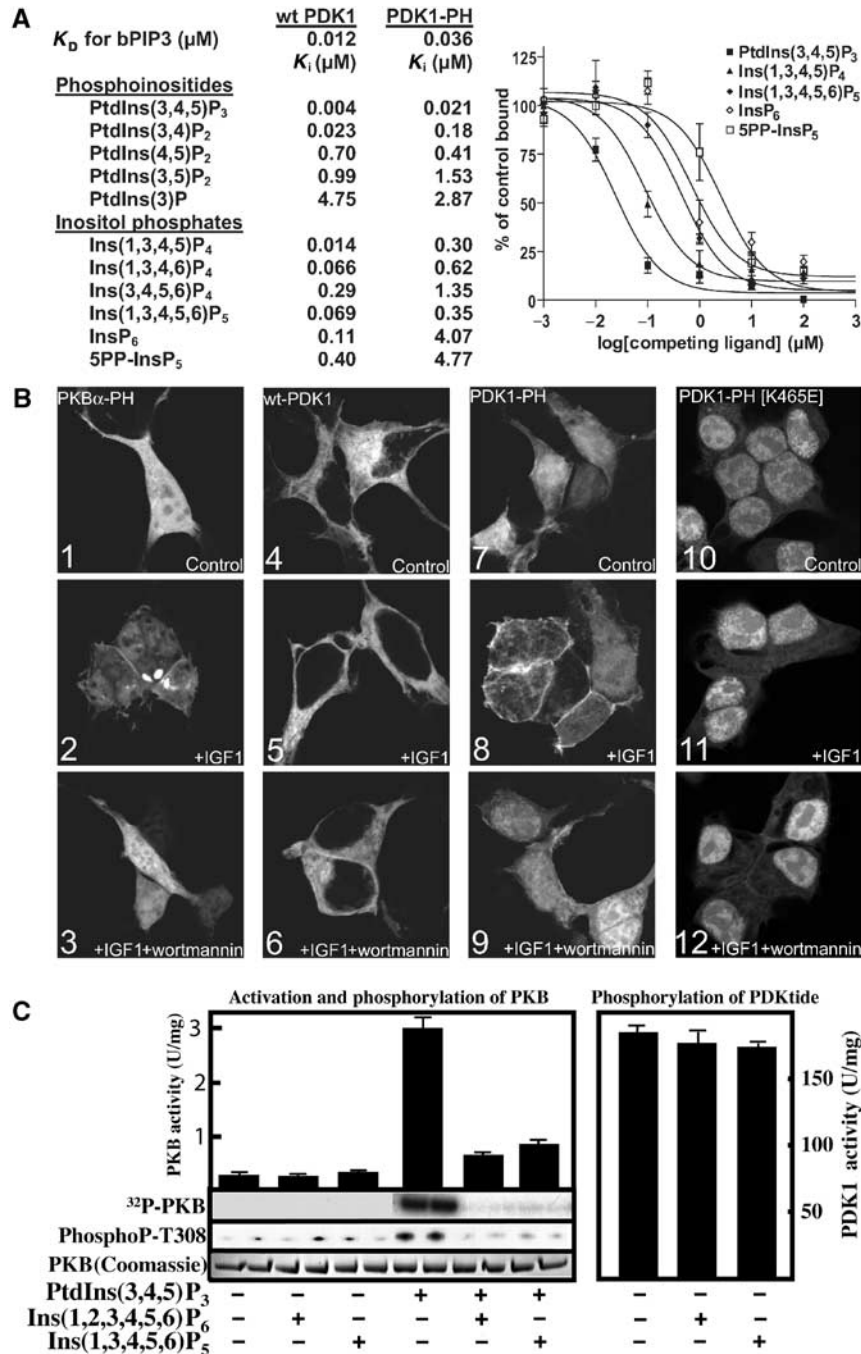 A
wt PDK1 PDK1-PH
K_D for bPIP3 (µM) 0.012 0.036
K_i (µM) K_i (µM)
Phosphoinositides
PtdIns(3,4,5)P3 0.004 0.021
PtdIns(3,4)P2 0.023 0.18
PtdIns(4,5)P2 0.70 0.41
PtdIns(3,5)P2 0.99 1.53
PtdIns(3)P 4.75 2.87
Inositol phosphates
Ins(1,3,4,5)P4 0.014 0.30
Ins(1,3,4,6)P4 0.066 0.62
Ins(3,4,5,6)P4 0.29 1.35
Ins(1,3,4,5,6)P5 0.069 0.35
InsP6 0.11 4.07
5PP-InsP5 0.40 4.77
% of control bound
125
100
75
50
25
0
−3 −2 −1 0 1 2 3
log[competing ligand] (µM)
PtdIns(3,4,5)P3
Ins(1,3,4,5)P4
Ins(1,3,4,5,6)P5
InsP6
5PP-InsP5
B
PKBα-PH wt-PDK1 PDK1-PH PDK1-PH [K465E]
1 Control 4 Control 7 Control 10 Control
2 +IGF1 5 +IGF1 8 +IGF1 11 +IGF1
3 +IGF1+wortmannin 6 +IGF1+wortmannin 9 +IGF1+wortmannin 12 +IGF1+wortmannin
C
Activation and phosphorylation of PKB
PKB activity (U/mg)
3
2
1
32P-PKB
PhosphoP-T308
PKB(Coomassie)
Phosphorylation of PDKtide
PDK1 activity (U/mg)
150
100
50
PtdIns(3,4,5)P3 − − − + + + − − −
Ins(1,2,3,4,5,6)P6 − + − − + − − + −
Ins(1,3,4,5,6)P5 − − + − − + − − +